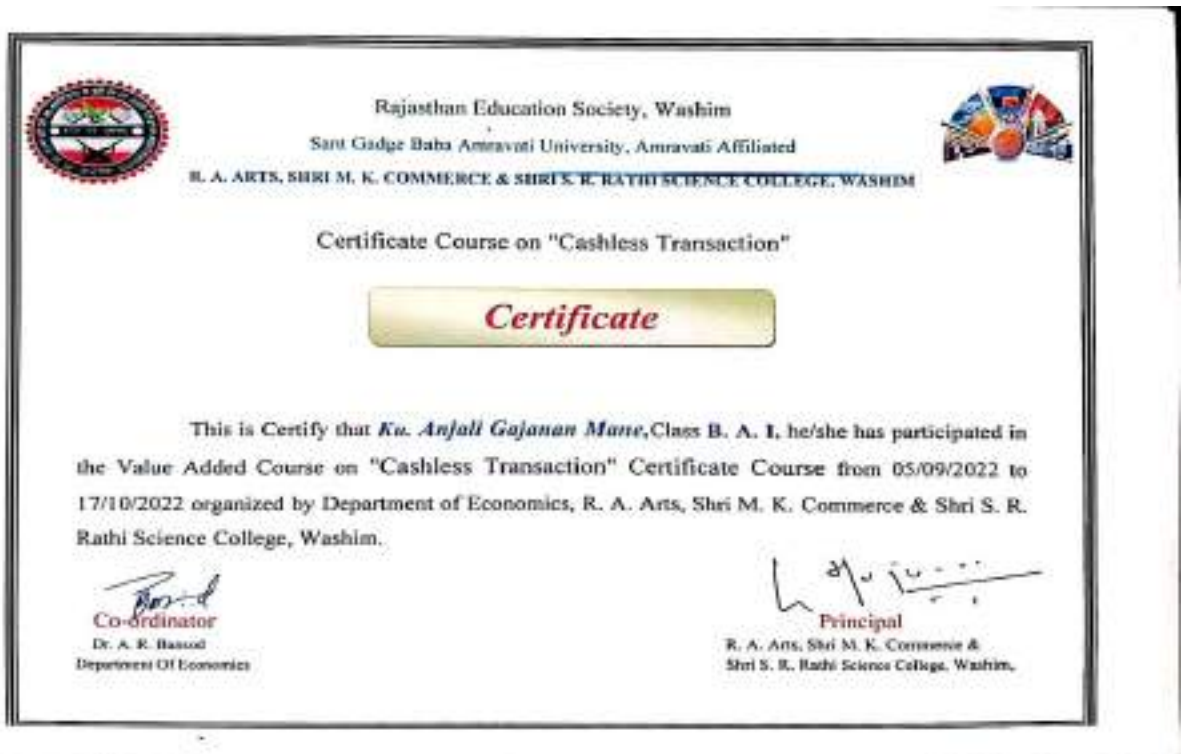 Rajasthan Education Society, Washim
Sant Gadge Baba Amravati University, Amravati Affiliated
R. A. ARTS, SHRI M. K. COMMERCE & SHRI S. R. RATHI SCIENCE COLLEGE, WASHIM
Certificate Course on "Cashless Transaction"
Certificate
This is Certify that Ku. Anjali Gajanan Mane,Class B. A. I, he/she has participated in
the Value Added Course on "Cashless Transaction" Certificate Course from 05/09/2022 to
17/10/2022 organized by Department of Economics, R. A. Arts, Shri M. K. Commerce & Shri S. R.
Rathi Science College, Washim.
Co-ordinator
Dr. A. R. Bansod
Department Of Economics
Principal
R. A. Arts, Shri M. K. Commerce &
Shri S. R. Rathi Science College, Washim.